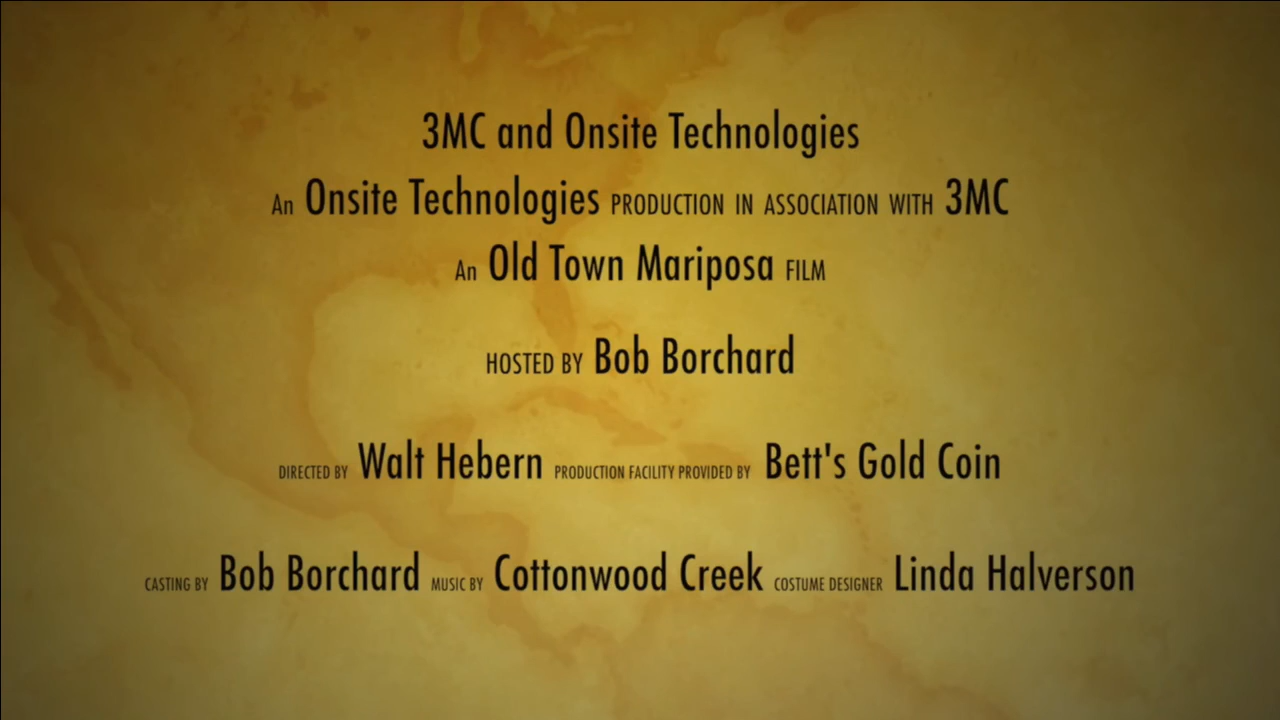 3MC and Onsite Technologies
An Onsite Technologies PRODUCTION IN ASSOCIATION WITH 3MC
An Old Town Mariposa FILM
HOSTED BY Bob Borchard
DIRECTED BY Walt Hebern PRODUCTION FACILITY PROVIDED BY Bett's Gold Coin
CASTING BY Bob Borchard MUSIC BY Cottonwood Creek COSTUME DESIGNER Linda Halverson